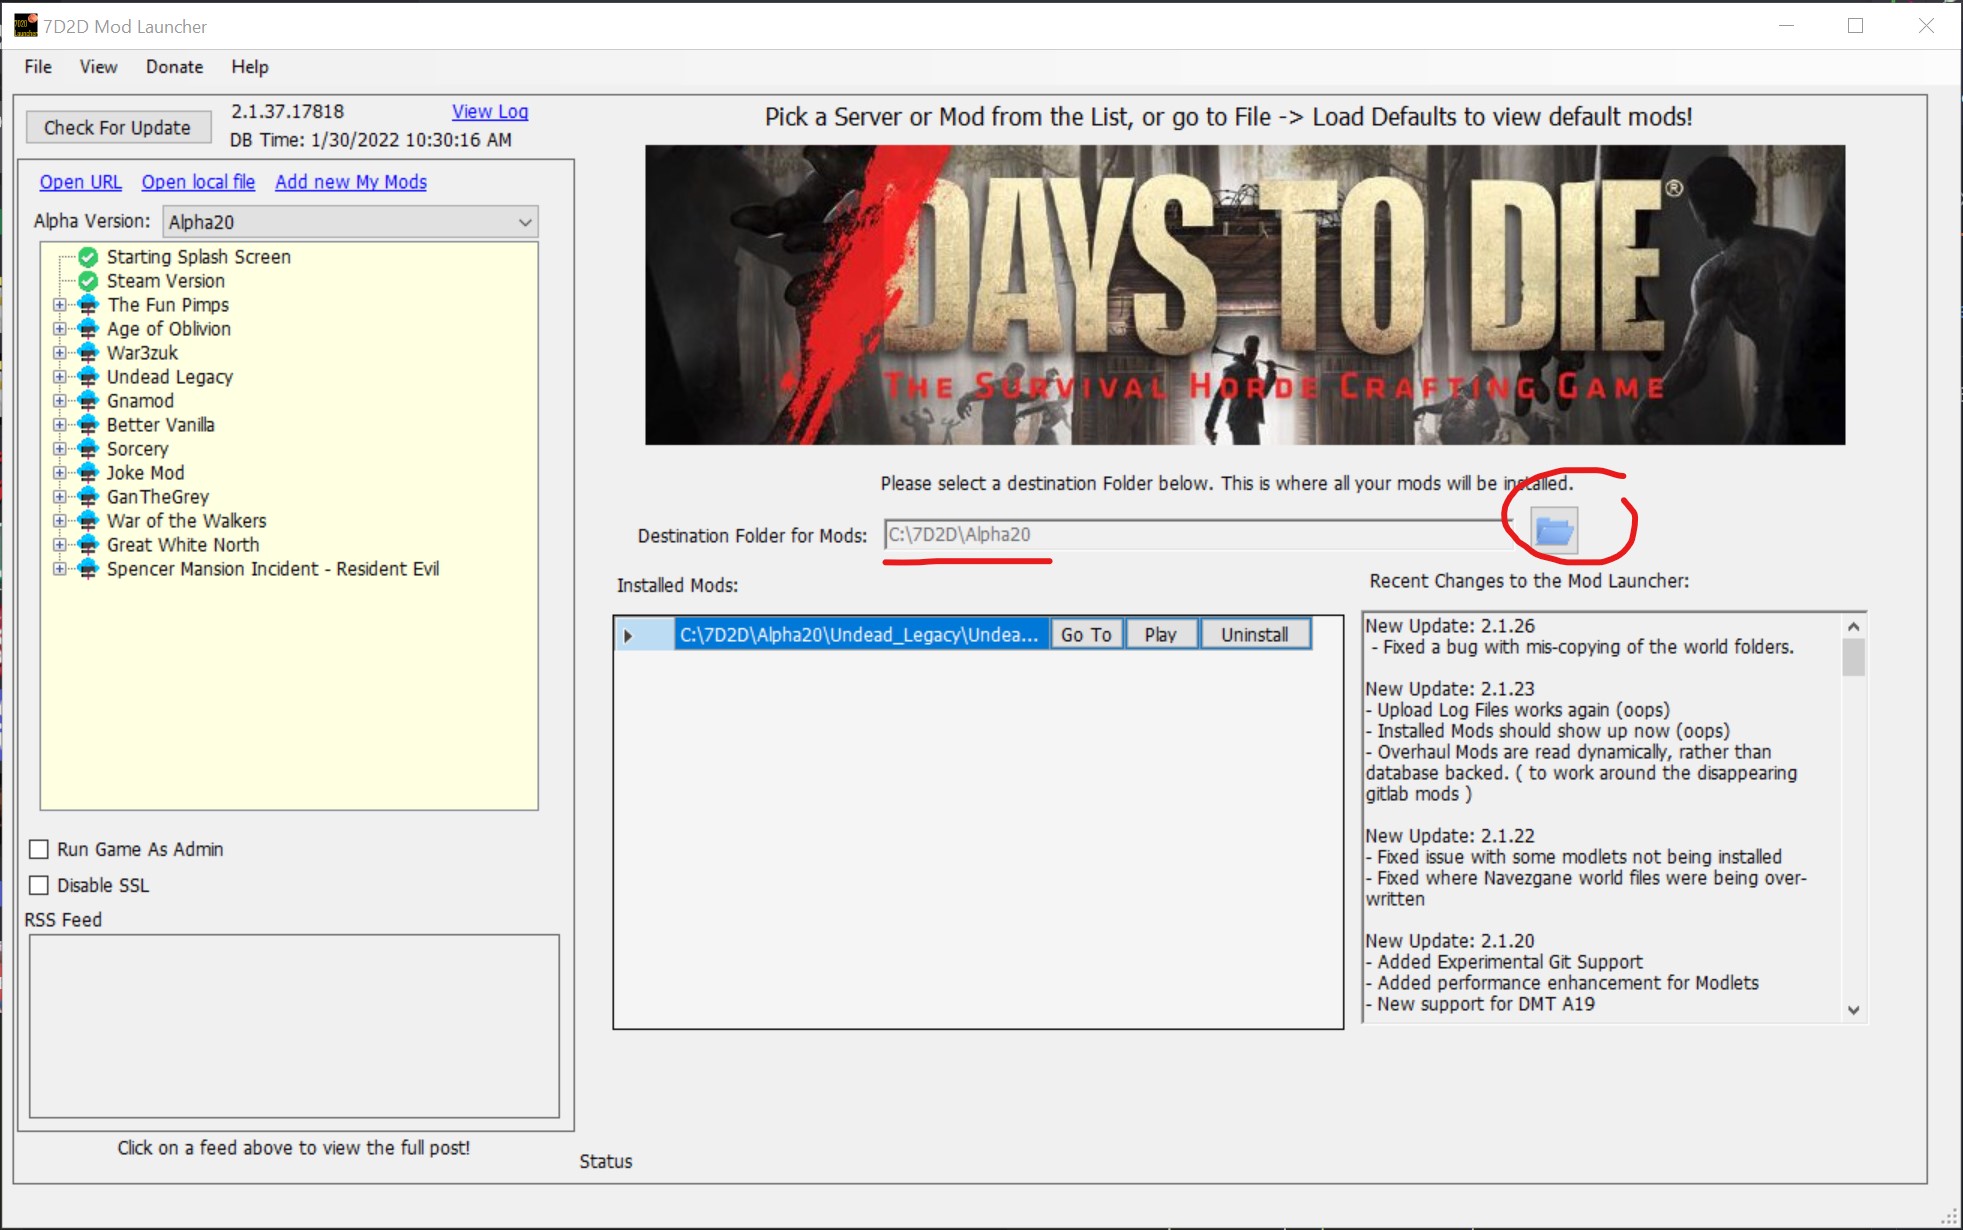 7D2D Mod Launcher
File View Donate Help
Check For Update
2.1.37.17818 View Log
DB Time: 1/30/2022 10:30:16 AM
Open URL Open local file Add new My Mods
Alpha Version: Alpha20
Starting Splash Screen
Steam Version
The Fun Pimps
Age of Oblivion
War3zuk
Undead Legacy
Gnamod
Better Vanilla
Sorcery
Joke Mod
GanTheGrey
War of the Walkers
Great White North
Spencer Mansion Incident - Resident Evil
Run Game As Admin
Disable SSL
RSS Feed
Click on a feed above to view the full post!
Pick a Server or Mod from the List, or go to File -> Load Defaults to view default mods!
7 DAYS TO DIE®
THE SURVIVAL HORDE CRAFTING GAME
Please select a destination Folder below. This is where all your mods will be installed.
Destination Folder for Mods: C:\7D2D\Alpha20
Installed Mods:
C:\7D2D\Alpha20\Undead_Legacy\Undea... Go To Play Uninstall
Recent Changes to the Mod Launcher:
New Update: 2.1.26
- Fixed a bug with mis-copying of the world folders.
New Update: 2.1.23
- Upload Log Files works again (oops)
- Installed Mods should show up now (oops)
- Overhaul Mods are read dynamically, rather than
database backed. ( to work around the disappearing
gitlab mods )
New Update: 2.1.22
- Fixed issue with some modlets not being installed
- Fixed where Navezgane world files were being over-
written
New Update: 2.1.20
- Added Experimental Git Support
- Added performance enhancement for Modlets
- New support for DMT A19
Status